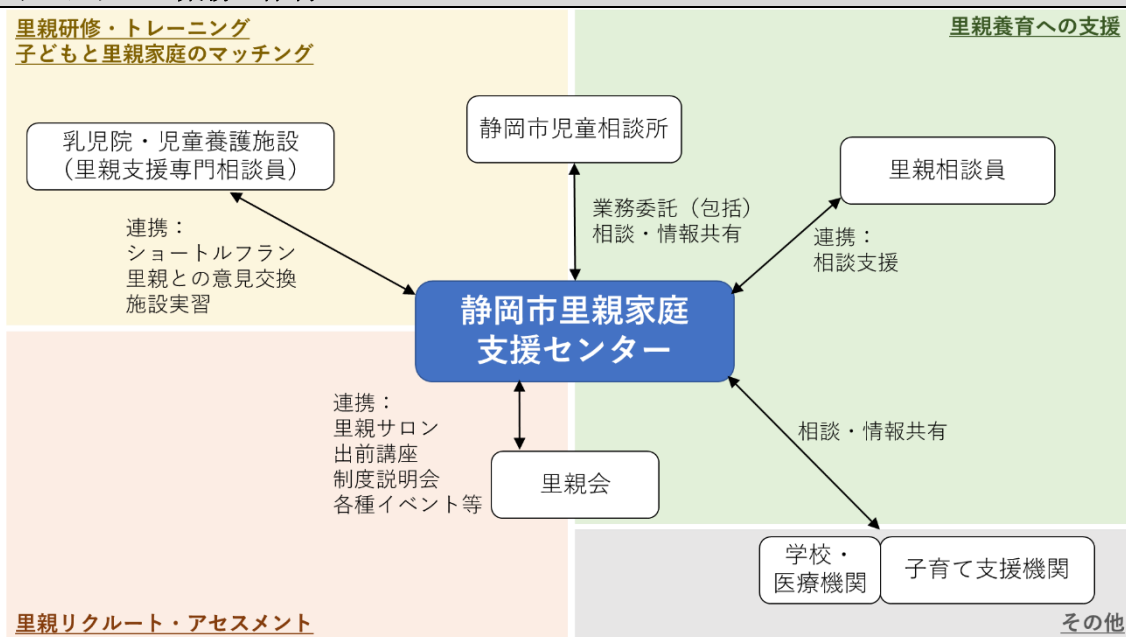 里親研修・トレーニング
子どもと里親家庭のマッチング
里親養育への支援
乳児院・児童養護施設
（里親支援専門相談員）
静岡市児童相談所
里親相談員
連携：
ショートルフラン
里親との意見交換
施設実習
業務委託（包括）
相談・情報共有
連携：
相談支援
静岡市里親家庭
支援センター
連携：
里親サロン
出前講座
制度説明会
各種イベント等
里親会
相談・情報共有
学校・
医療機関
子育て支援機関
里親リクルート・アセスメント
その他